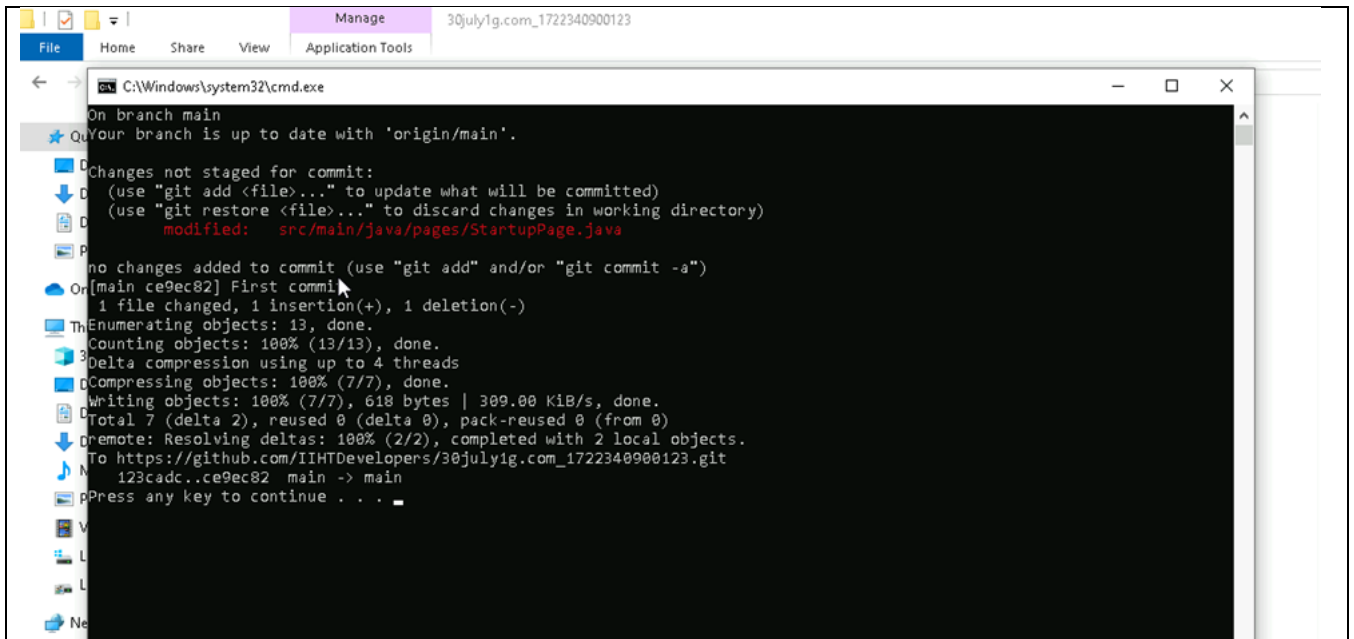 Manage
30july1g.com_1722340900123
File Home Share View Application Tools
C:\Windows\system32\cmd.exe
On branch main
Your branch is up to date with 'origin/main'.
Changes not staged for commit:
(use "git add <file>..." to update what will be committed)
(use "git restore <file>..." to discard changes in working directory)
modified: src/main/java/pages/StartupPage.java
no changes added to commit (use "git add" and/or "git commit -a")
[main ce9ec82] First commit
1 file changed, 1 insertion(+), 1 deletion(-)
Enumerating objects: 13, done.
Counting objects: 100% (13/13), done.
Delta compression using up to 4 threads
Compressing objects: 100% (7/7), done.
Writing objects: 100% (7/7), 618 bytes | 309.00 KiB/s, done.
Total 7 (delta 2), reused 0 (delta 0), pack-reused 0 (from 0)
remote: Resolving deltas: 100% (2/2), completed with 2 local objects.
To https://github.com/IIHTDevelopers/30july1g.com_1722340900123.git
123cadc..ce9ec82 main -> main
Press any key to continue . . .